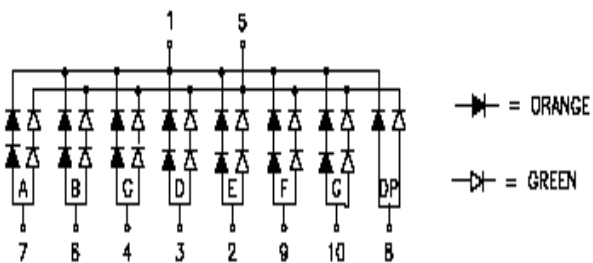 1 5
= ORANGE
= GREEN
A B C D E F G DP
7 6 4 3 2 9 10 8